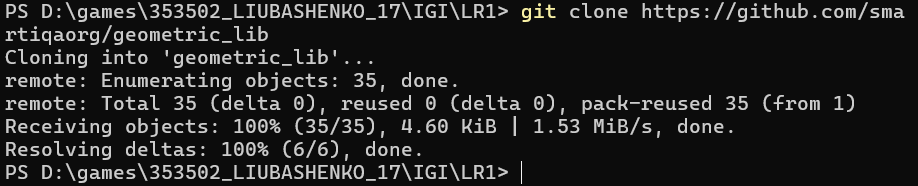 PS D:\games\353502_LIUBASHENKO_17\IGI\LR1> git clone https://github.com/sma
rtiqaorg/geometric_lib
Cloning into 'geometric_lib'...
remote: Enumerating objects: 35, done.
remote: Total 35 (delta 0), reused 0 (delta 0), pack-reused 35 (from 1)
Receiving objects: 100% (35/35), 4.60 KiB | 1.53 MiB/s, done.
Resolving deltas: 100% (6/6), done.
PS D:\games\353502_LIUBASHENKO_17\IGI\LR1>